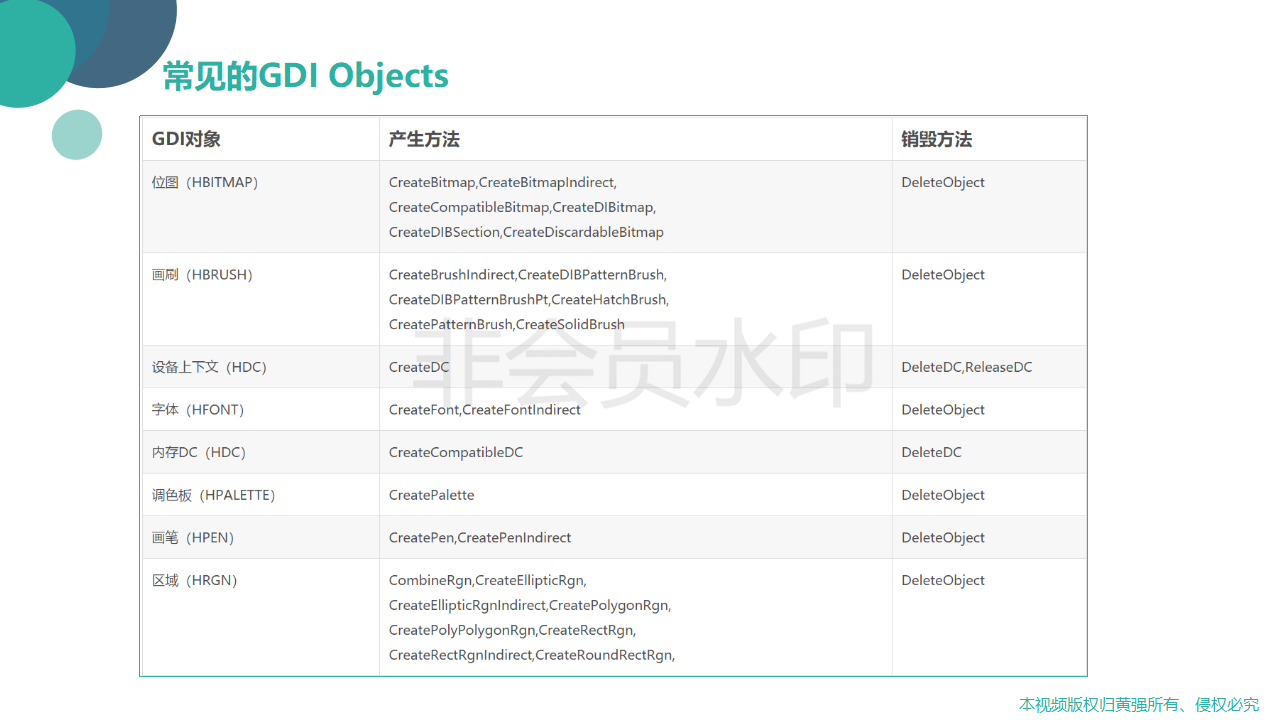 常见的GDI Objects
GDI对象 产生方法 销毁方法
位图（HBITMAP） CreateBitmap,CreateBitmapIndirect, DeleteObject
CreateCompatibleBitmap,CreateDIBitmap,
CreateDIBSection,CreateDiscardableBitmap
画刷（HBRUSH） CreateBrushIndirect,CreateDIBPatternBrush, DeleteObject
CreateDIBPatternBrushPt,CreateHatchBrush,
CreatePatternBrush,CreateSolidBrush
非会员水印
设备上下文（HDC） CreateDC DeleteDC,ReleaseDC
字体（HFONT） CreateFont,CreateFontIndirect DeleteObject
内存DC（HDC） CreateCompatibleDC DeleteDC
调色板（HPALETTE） CreatePalette DeleteObject
画笔（HPEN） CreatePen,CreatePenIndirect DeleteObject
区域（HRGN） CombineRgn,CreateEllipticRgn, DeleteObject
CreateEllipticRgnIndirect,CreatePolygonRgn,
CreatePolyPolygonRgn,CreateRectRgn,
CreateRectRgnIndirect,CreateRoundRectRgn,
本视频版权归黄强所有、侵权必究